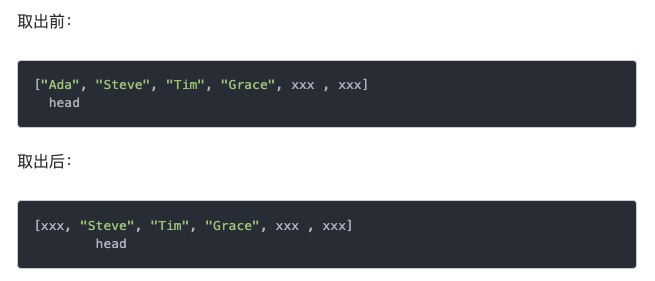 取出前：
["Ada", "Steve", "Tim", "Grace", xxx , xxx]
head
取出后：
[xxx, "Steve", "Tim", "Grace", xxx , xxx]
head